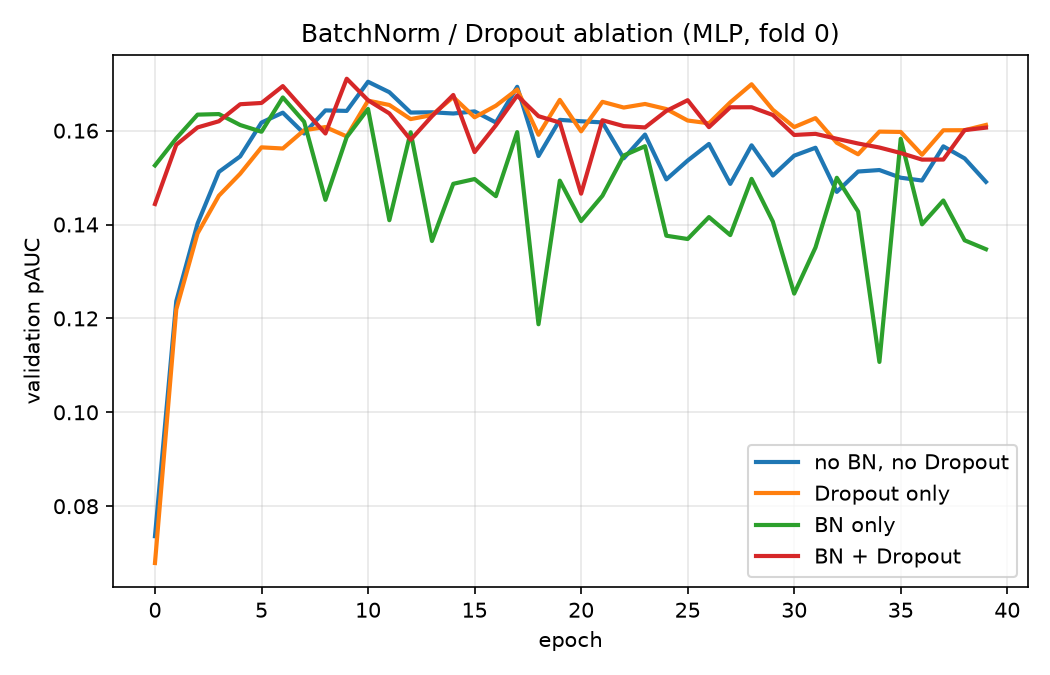 BatchNorm / Dropout ablation (MLP, fold 0)
validation pAUC
0.16
0.14
0.12
0.10
0.08
no BN, no Dropout
Dropout only
BN only
BN + Dropout
0 5 10 15 20 25 30 35 40
epoch